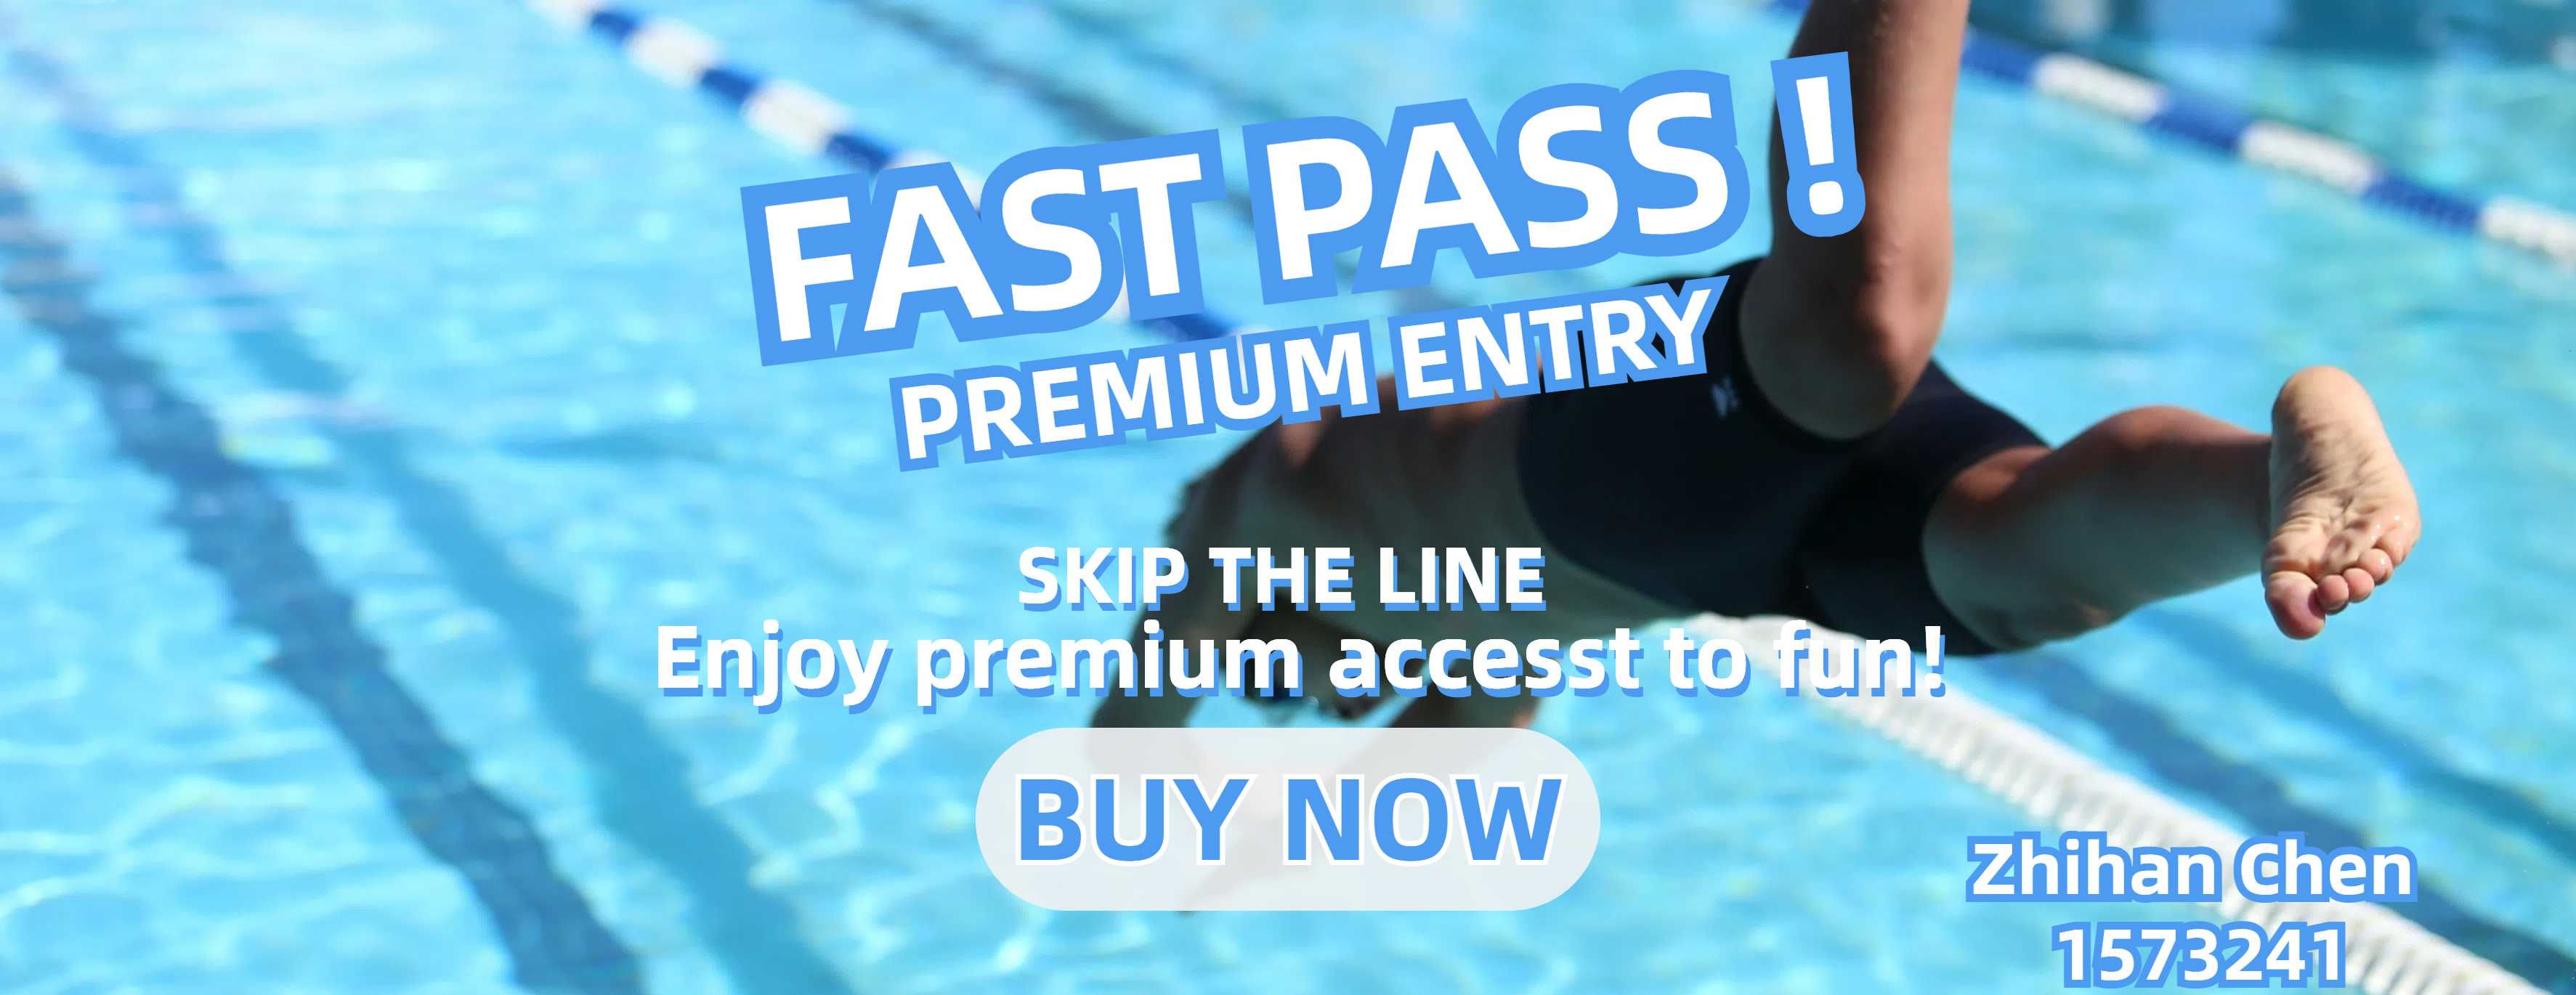 FAST PASS !
PREMIUM ENTRY
SKIP THE LINE
Enjoy premium accesst to fun!
BUY NOW
Zhihan Chen
1573241